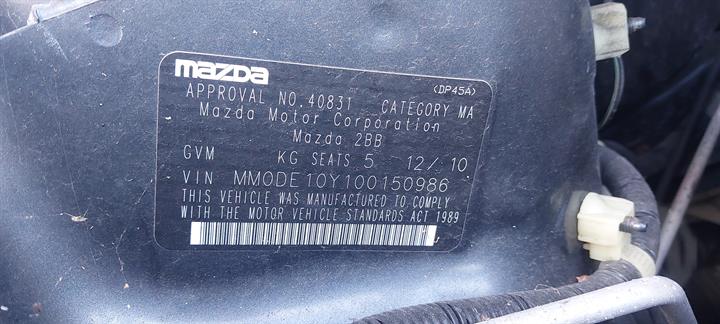 mazda
<DP45A>
APPROVAL NO.40831 CATEGORY MA
Mazda Motor Corporation
Mazda 2BB
GVM KG SEATS 5 12/10
VIN MM0DE10Y100150986
THIS VEHICLE WAS MANUFACTURED TO COMPLY
WITH THE MOTOR VEHICLE STANDARDS ACT 1989